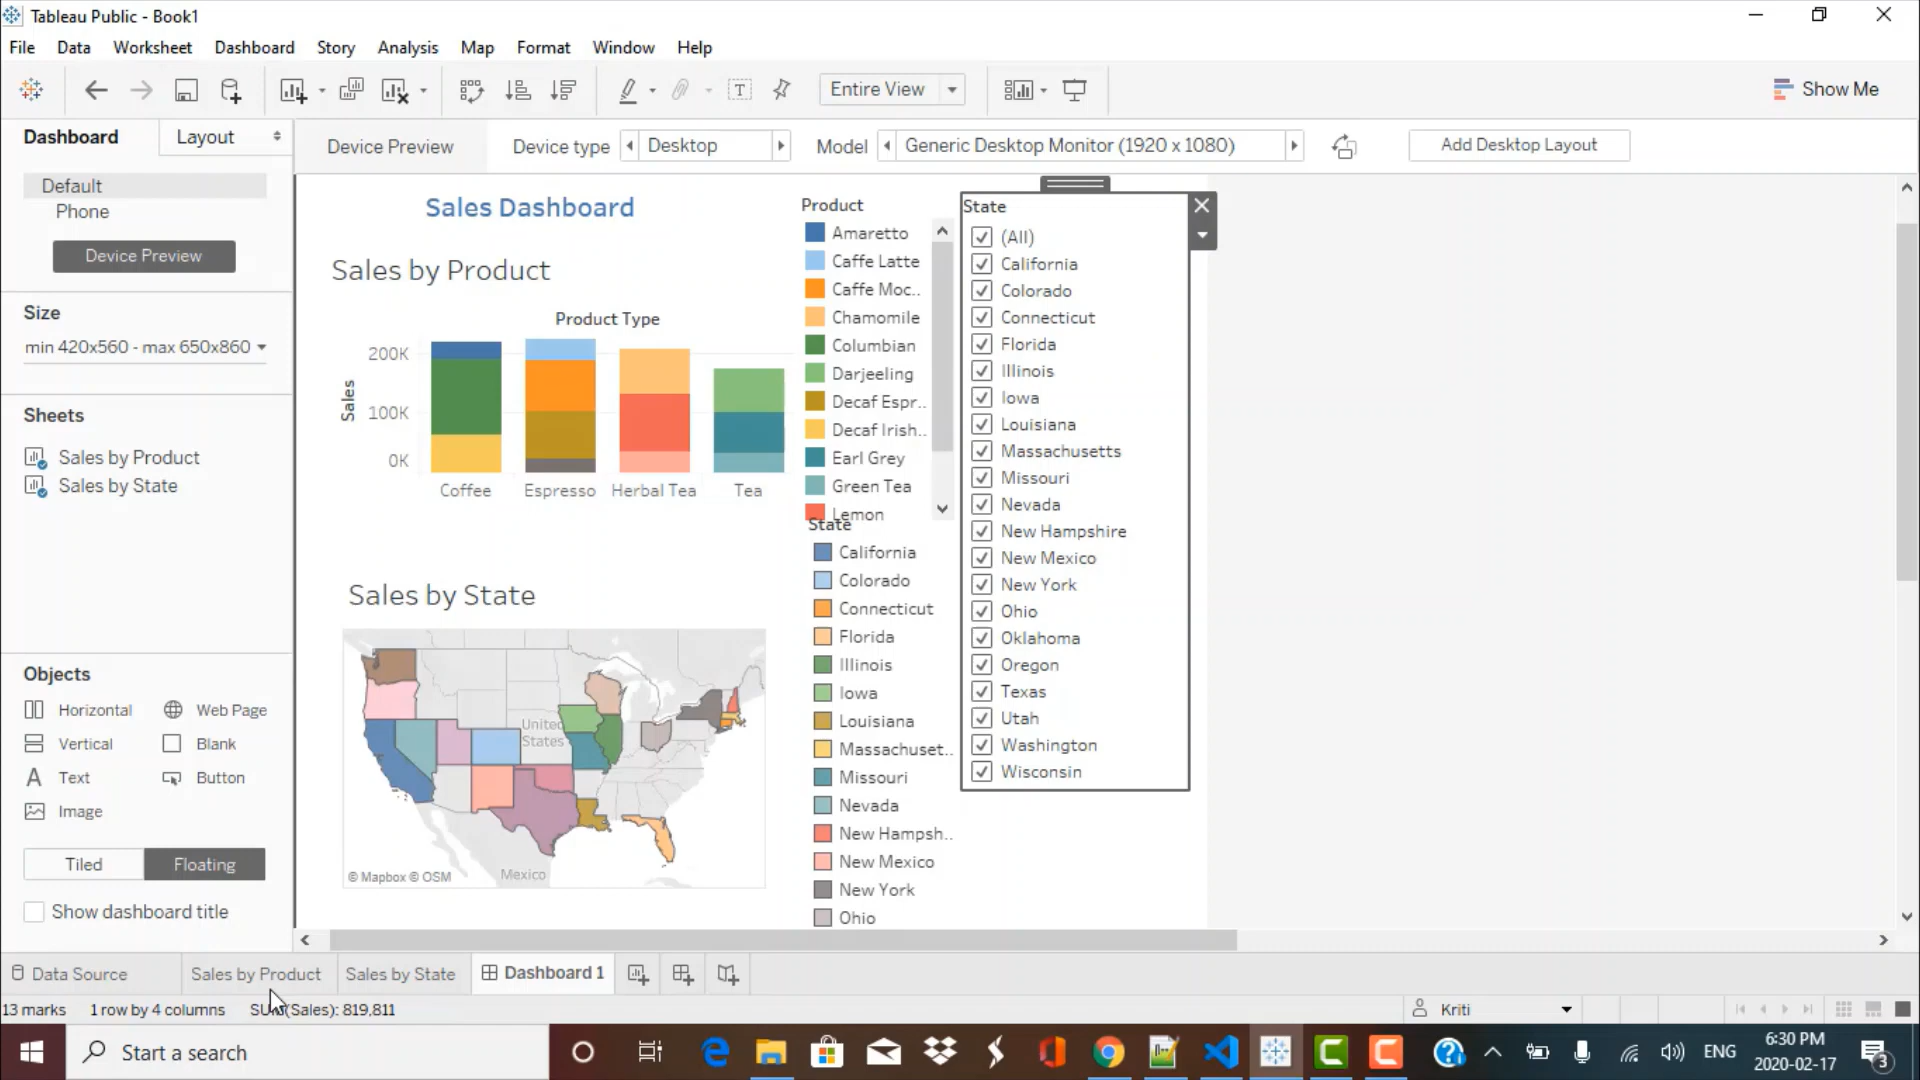 Tableau Public - Book1
File Data Worksheet Dashboard Story Analysis Map Format Window Help
Entire View
Show Me
Dashboard Layout
Device Preview Device type Desktop Model Generic Desktop Monitor (1920 x 1080) Add Desktop Layout
Default
Phone
Device Preview
Size
min 420x560 - max 650x860
Sheets
Sales by Product
Sales by State
Objects
Horizontal Web Page
Vertical Blank
Text Button
Image
Tiled Floating
Show dashboard title
Sales Dashboard
Sales by Product
Product Type
Sales
200K
100K
0K
Coffee Espresso Herbal Tea Tea
Product
Amaretto
Caffe Latte
Caffe Moc..
Chamomile
Columbian
Darjeeling
Decaf Espr..
Decaf Irish..
Earl Grey
Green Tea
Lemon
Sales by State
United
States
Mexico
© Mapbox © OSM
State
California
Colorado
Connecticut
Florida
Illinois
Iowa
Louisiana
Massachuset..
Missouri
Nevada
New Hampsh..
New Mexico
New York
Ohio
State
(All)
California
Colorado
Connecticut
Florida
Illinois
Iowa
Louisiana
Massachusetts
Missouri
Nevada
New Hampshire
New Mexico
New York
Ohio
Oklahoma
Oregon
Texas
Utah
Washington
Wisconsin
Data Source Sales by Product Sales by State Dashboard 1
13 marks 1 row by 4 columns (Sales): 819,811 Kriti
Start a search
ENG
6:30 PM
2020-02-17
3